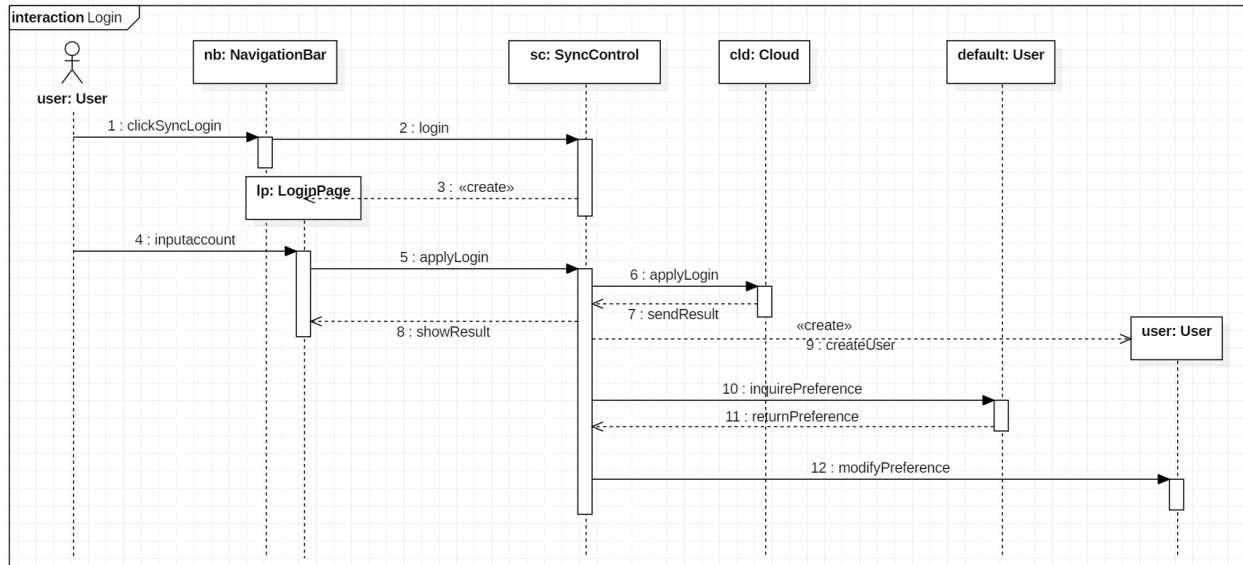 interaction Login
nb: NavigationBar
sc: SyncControl
cld: Cloud
default: User
user: User
1 : clickSyncLogin
2 : login
lp: LoginPage
3 : «create»
4 : inputaccount
5 : applyLogin
6 : applyLogin
7 : sendResult
8 : showResult
«create»
9 : createUser
user: User
10 : inquirePreference
11 : returnPreference
12 : modifyPreference